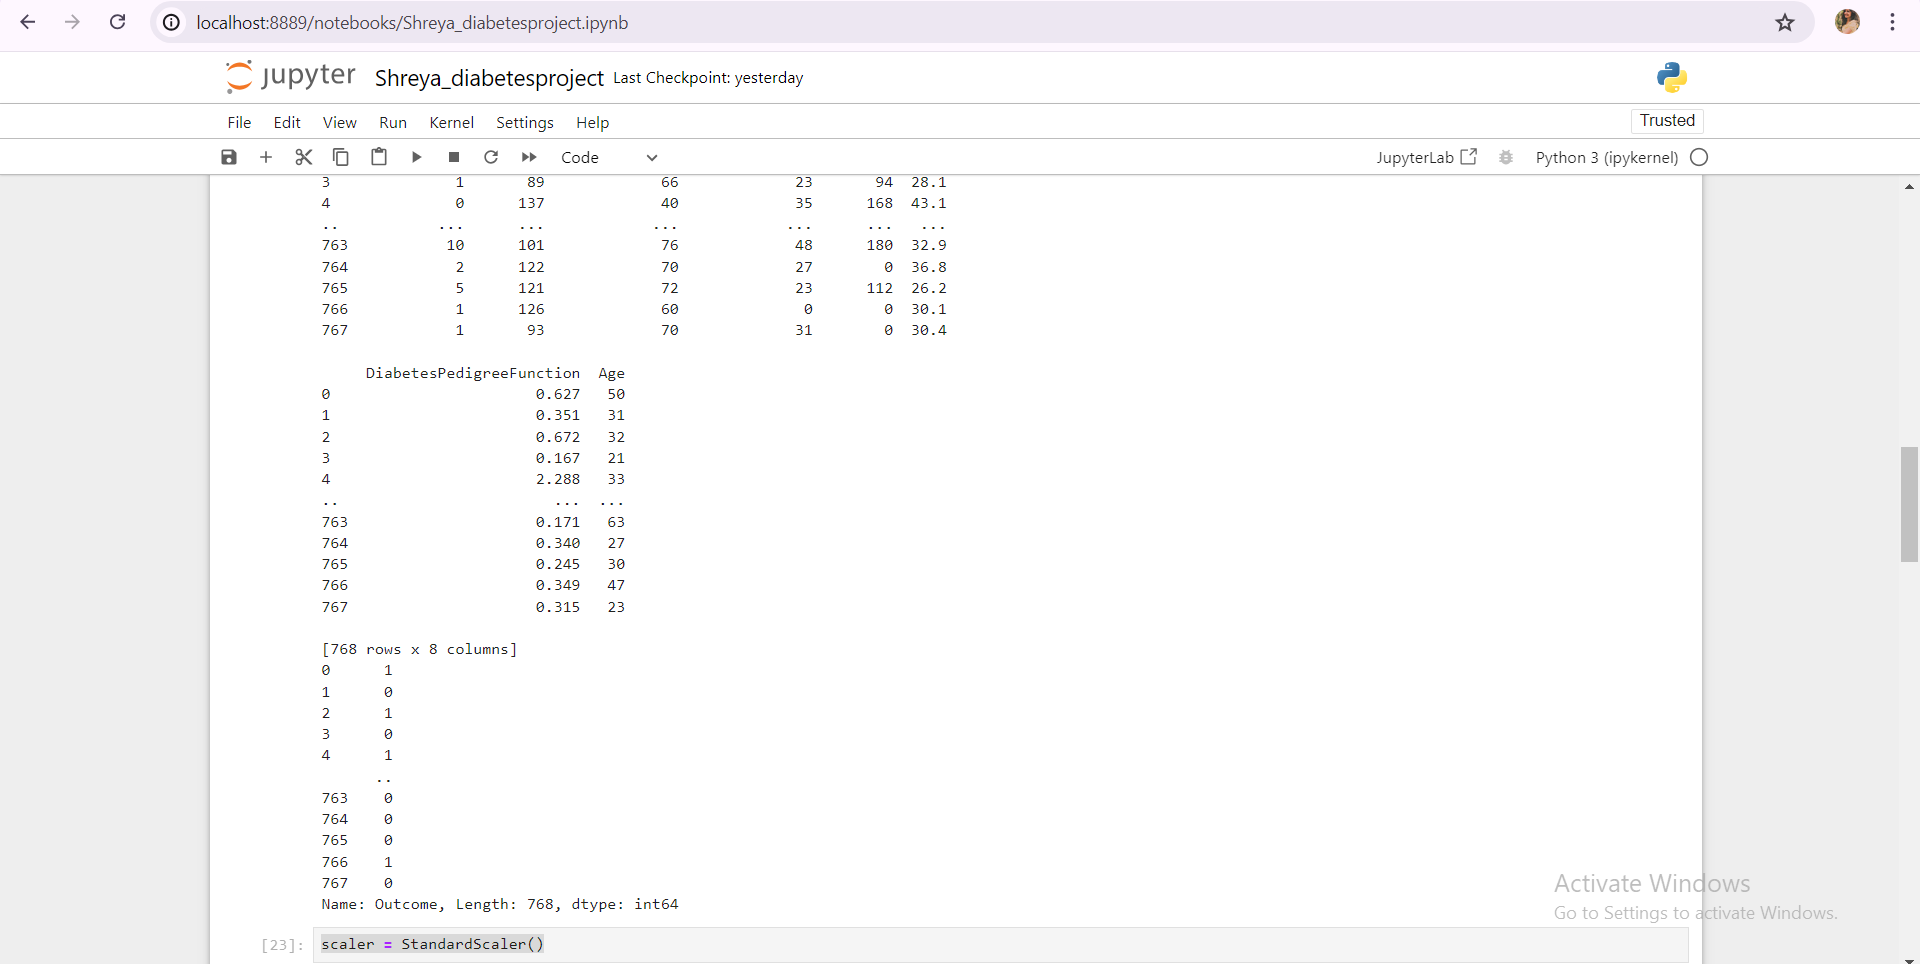 localhost:8889/notebooks/Shreya_diabetesproject.ipynb
jupyter Shreya_diabetesproject Last Checkpoint: yesterday
File Edit View Run Kernel Settings Help Trusted
Code JupyterLab Python 3 (ipykernel)
3 1 89 66 23 94 28.1
4 0 137 40 35 168 43.1
.. ... ... ... ... ... ...
763 10 101 76 48 180 32.9
764 2 122 70 27 0 36.8
765 5 121 72 23 112 26.2
766 1 126 60 0 0 30.1
767 1 93 70 31 0 30.4
DiabetesPedigreeFunction Age
0 0.627 50
1 0.351 31
2 0.672 32
3 0.167 21
4 2.288 33
.. ... ...
763 0.171 63
764 0.340 27
765 0.245 30
766 0.349 47
767 0.315 23
[768 rows x 8 columns]
0 1
1 0
2 1
3 0
4 1
..
763 0
764 0
765 0
766 1
767 0
Name: Outcome, Length: 768, dtype: int64
[23]: scaler = StandardScaler()
Activate Windows
Go to Settings to activate Windows.